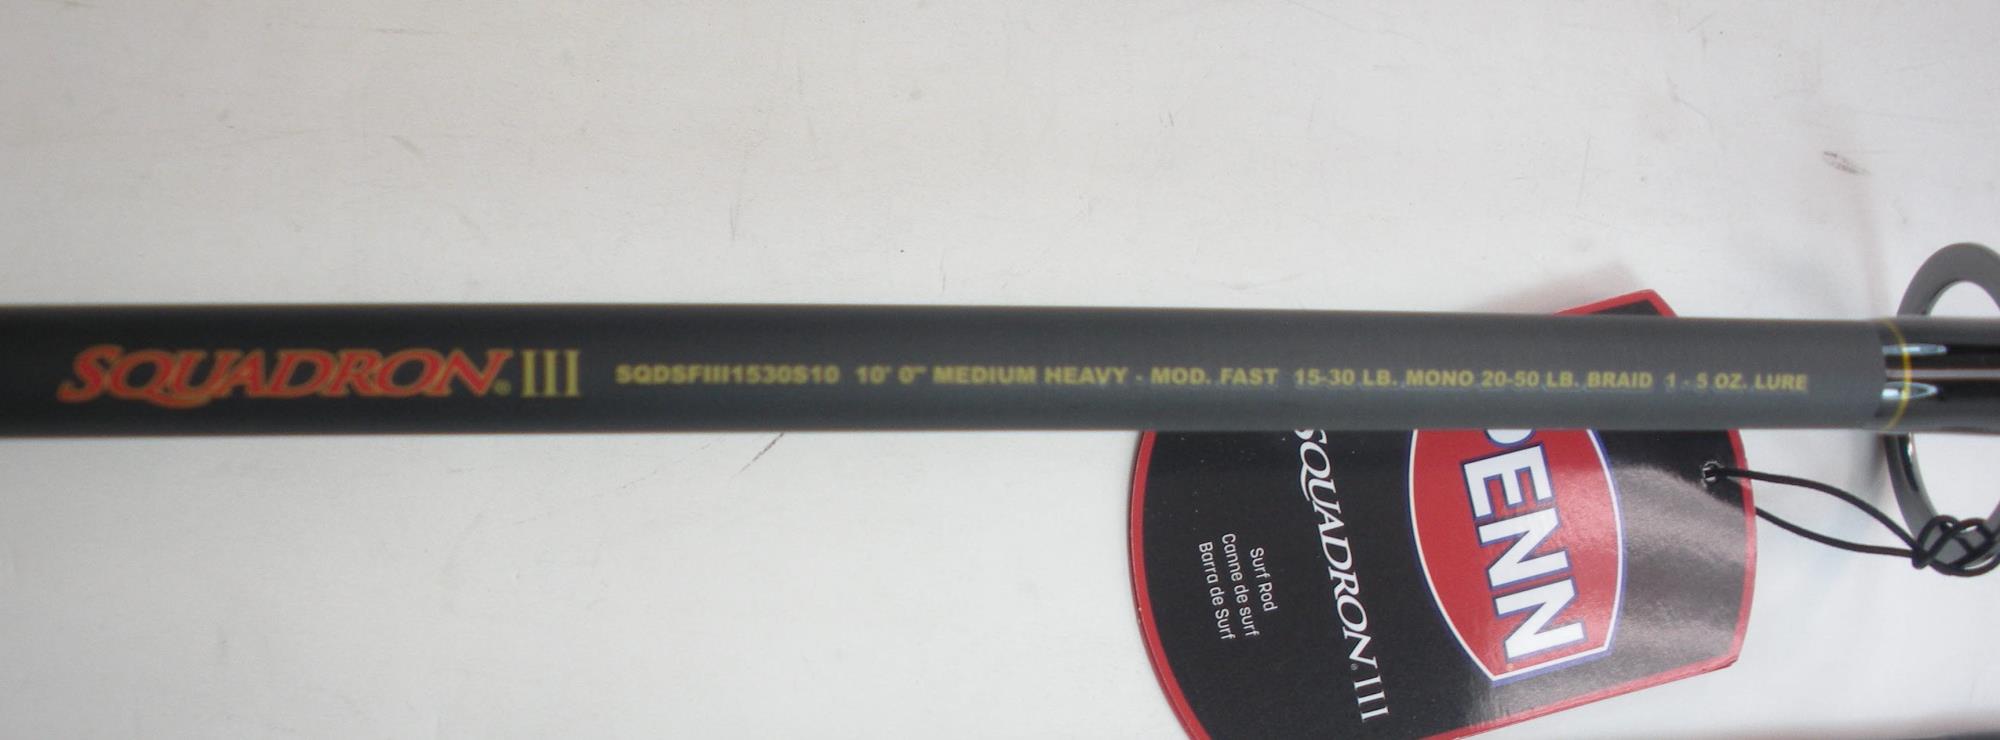 SQUADRON® III SQDSFIII1530S10 10' 0" MEDIUM HEAVY - MOD. FAST 15-30 LB. MONO 20-50 LB. BRAID 1 - 5 OZ. LURE
PENN
SQUADRON® III
Surf Rod
Canne de surf
Barra de Surf